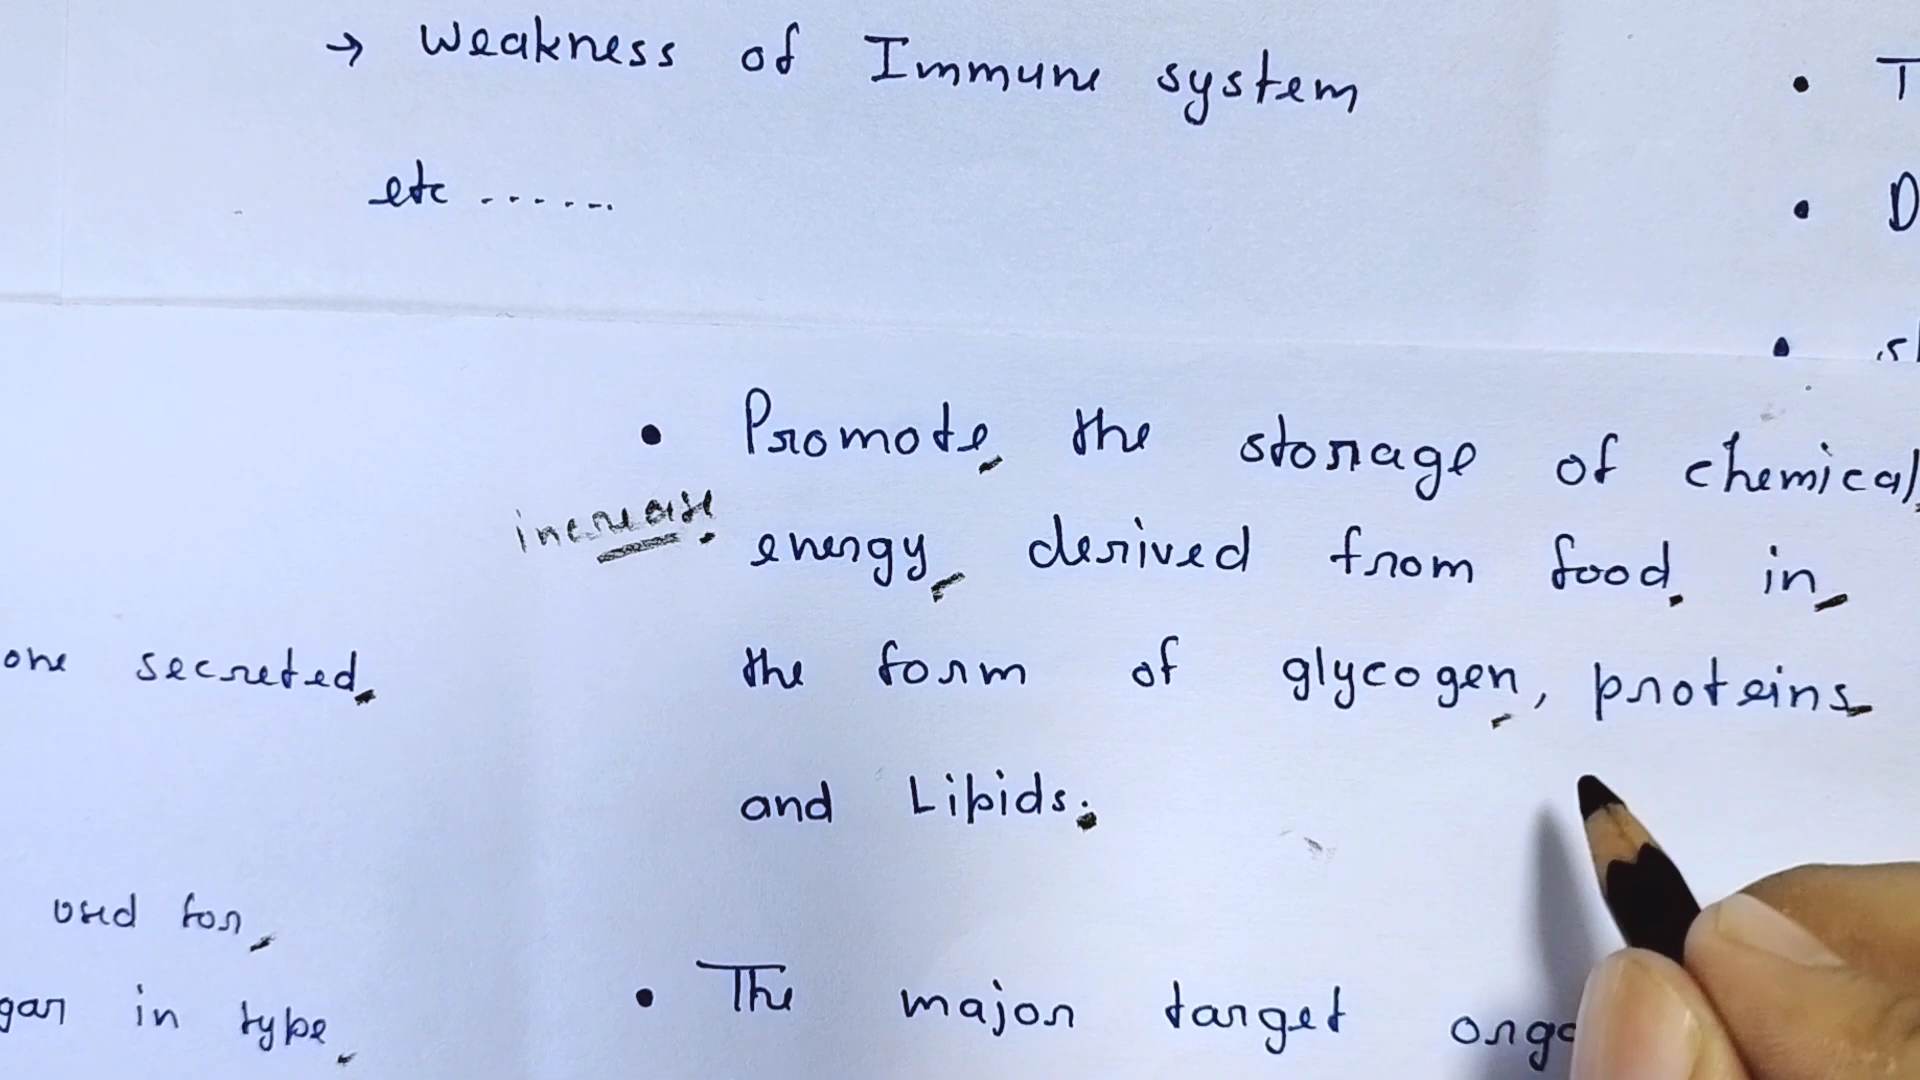 → Weakness of Immune system
etc ......
• Promote the storage of chemical
increase
energy derived from food in
the form of glycogen, proteins
and Lipids.
• The major target
secreted
used for
in type